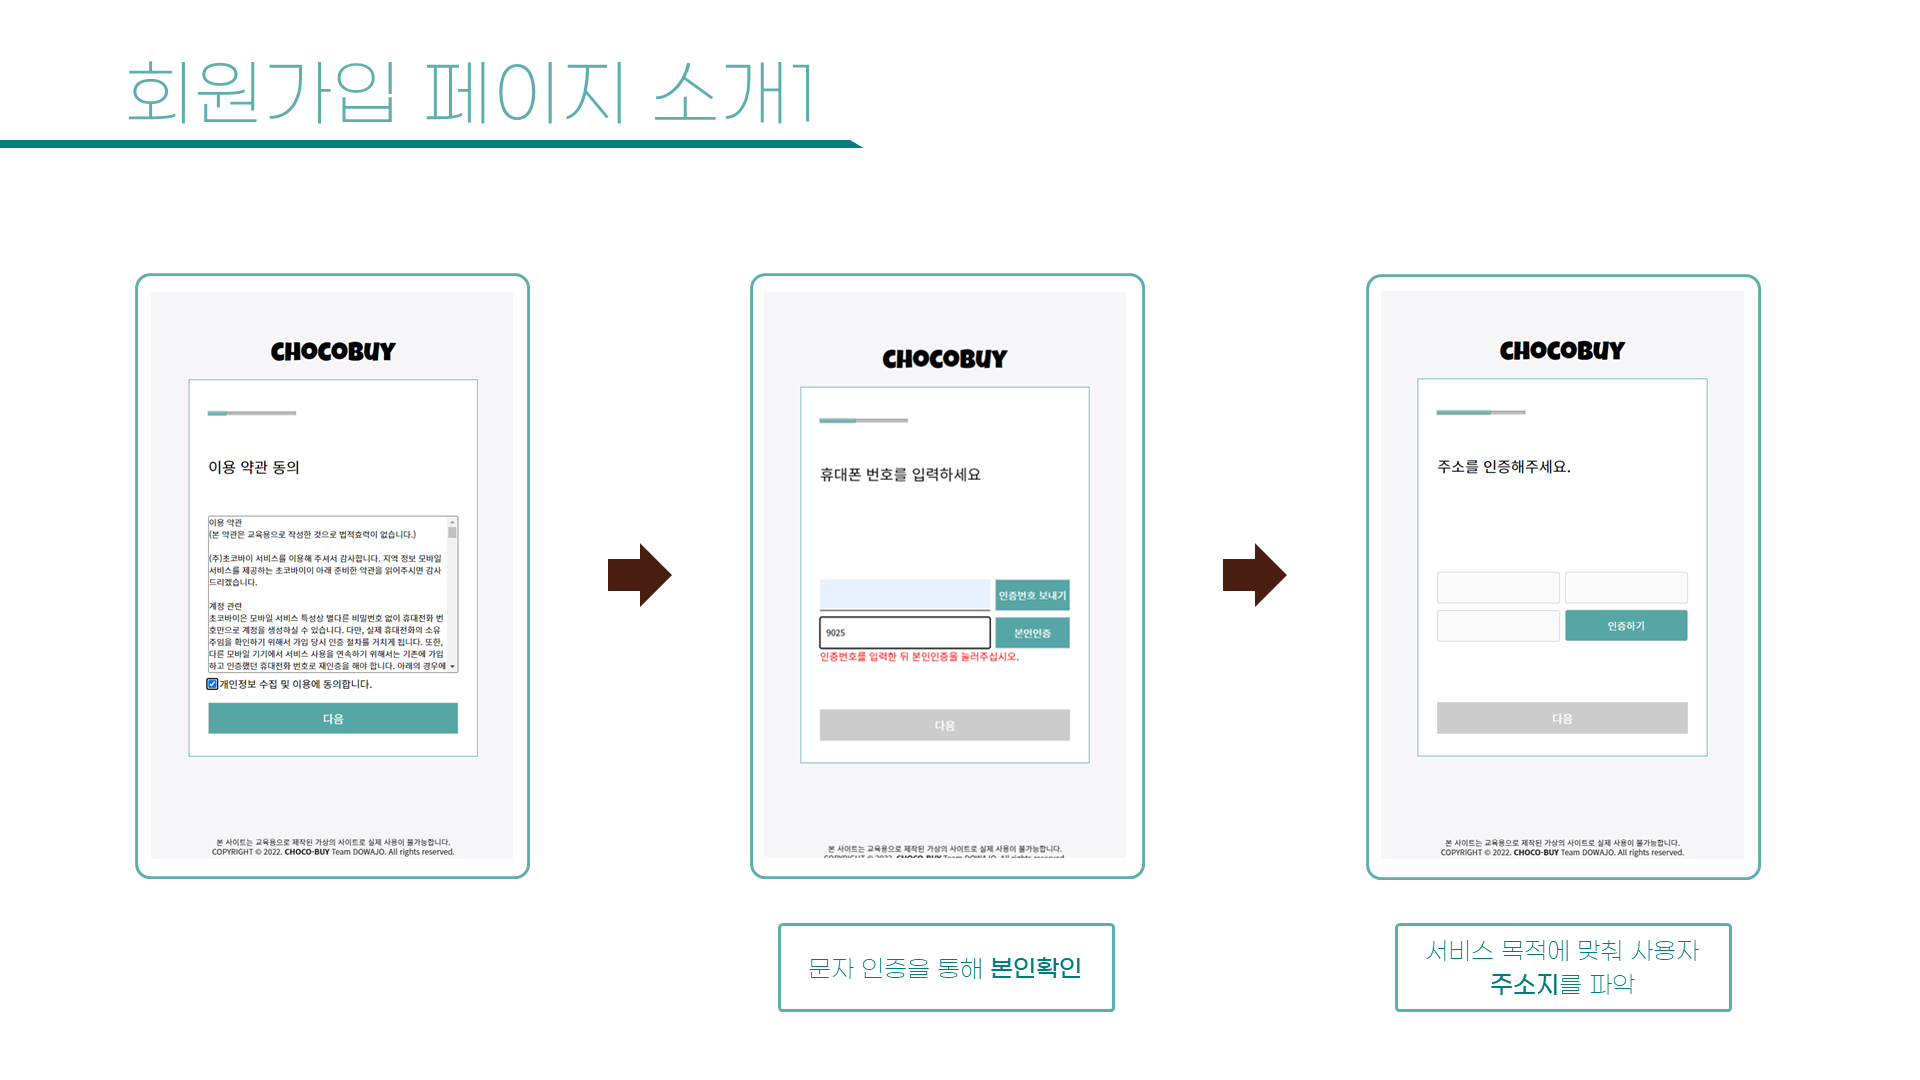 회원가입 페이지 소개1
CHOCOBUY
이용 약관 동의
이용 약관
(본 약관은 교육용으로 작성한 것으로 법적효력이 없습니다.)
(주)초코바이 서비스를 이용해 주셔서 감사합니다. 지역 정보 모바일
서비스를 제공하는 초코바이이 아래 준비한 약관을 읽어주시면 감사
드리겠습니다.
계정 관련
초코바이은 모바일 서비스 특성상 별다른 비밀번호 없이 휴대전화 번
호만으로 계정을 생성하실 수 있습니다. 다만, 실제 휴대전화의 소유
주임을 확인하기 위해서 가입 당시 인증 절차를 거치게 됩니다. 또한,
다른 모바일 기기에서 서비스 사용을 연속하기 위해서는 기존에 가입
하고 인증했던 휴대전화 번호로 재인증을 해야 합니다. 아래의 경우에
개인정보 수집 및 이용에 동의합니다.
다음
본 사이트는 교육용으로 제작된 가상의 사이트로 실제 사용이 불가능합니다.
COPYRIGHT © 2022. CHOCO-BUY Team DOWAJO. All rights reserved.
CHOCOBUY
휴대폰 번호를 입력하세요
인증번호 보내기
9025
본인인증
인증번호를 입력한 뒤 본인인증을 눌러주십시오.
다음
본 사이트는 교육용으로 제작된 가상의 사이트로 실제 사용이 불가능합니다.
COPYRIGHT © 2022. CHOCO-BUY Team DOWAJO. All rights reserved.
문자 인증을 통해 본인확인
CHOCOBUY
주소를 인증해주세요.
인증하기
다음
본 사이트는 교육용으로 제작된 가상의 사이트로 실제 사용이 불가능합니다.
COPYRIGHT © 2022. CHOCO-BUY Team DOWAJO. All rights reserved.
서비스 목적에 맞춰 사용자
주소지를 파악